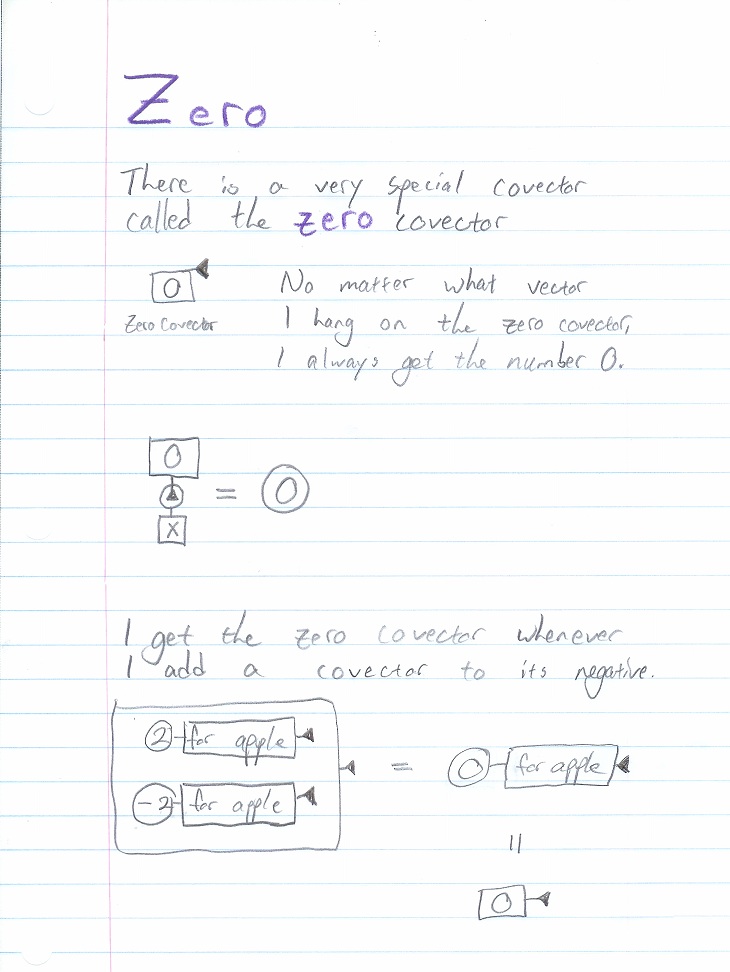 Zero
There is a very special covector
called the zero covector
0
Zero Covector
No matter what vector
I hang on the zero covector,
I always get the number 0.
0
= 0
X
I get the zero covector whenever
I add a covector to its negative.
2 for apple
-2 for apple
= 0 for apple
=
0